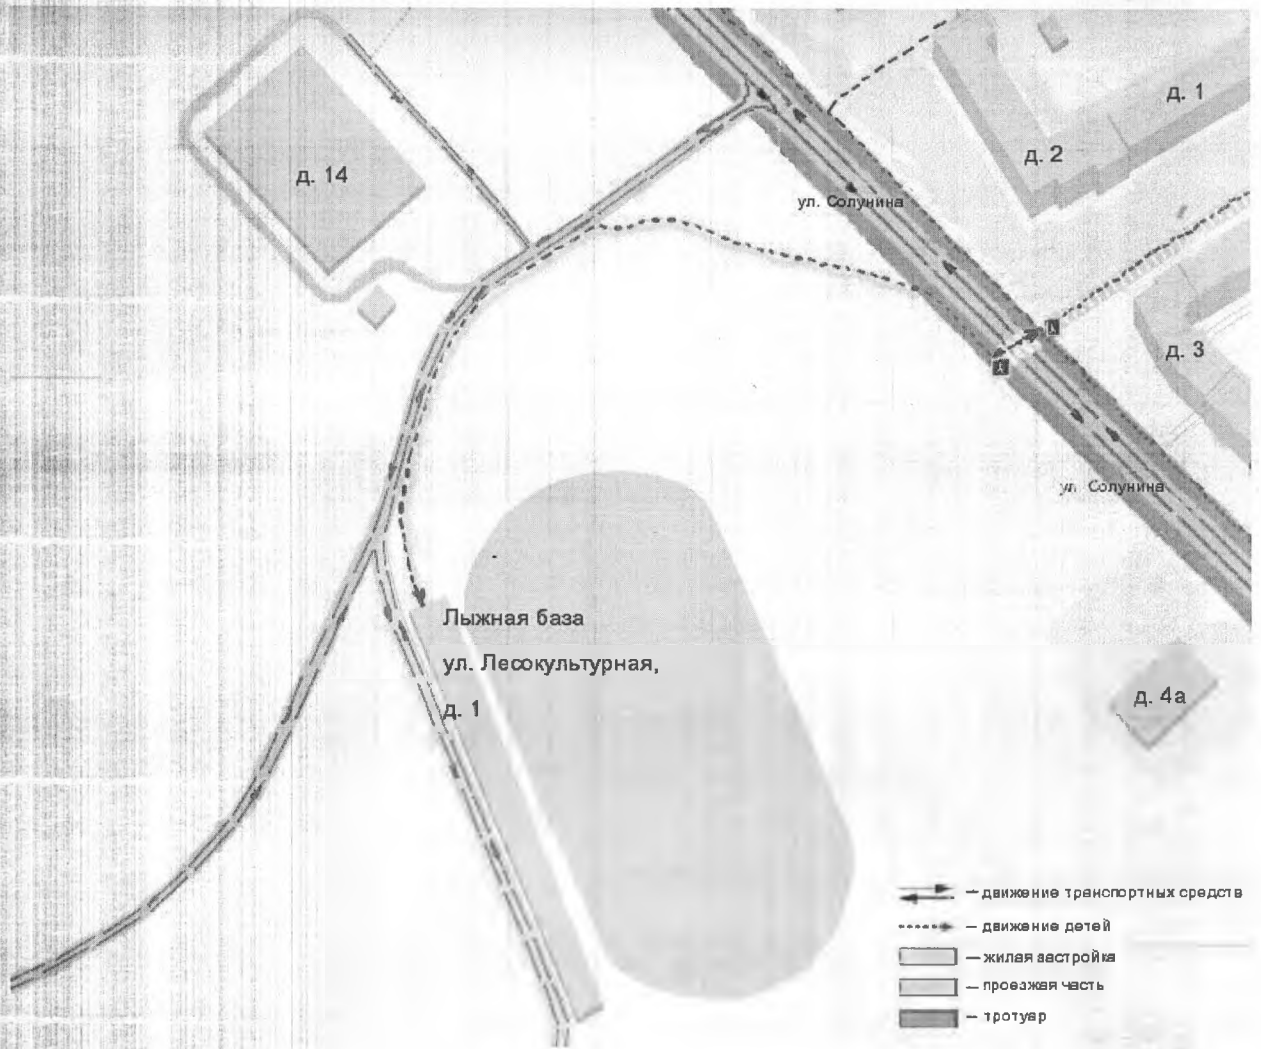 д. 1
д. 2
д. 14
ул. Солунина
д. 3
ул. Солунина
Лыжная база
ул. Лесокультурная,
д. 1
д. 4а
– движение транспортных средств
– движение детей
– жилая застройка
– проезжая часть
– тротуар